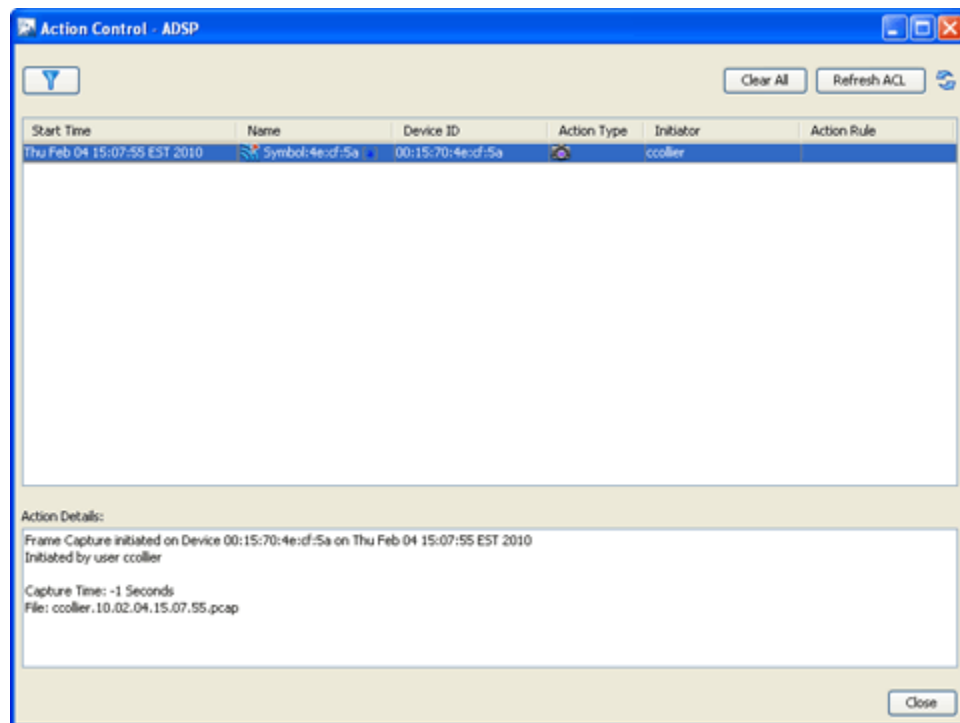 Action Control - ADSP
Clear All Refresh ACL
Start Time Name Device ID Action Type Initiator Action Rule
Thu Feb 04 15:07:55 EST 2010 Symbol:4e:cf:5a 00:15:70:4e:cf:5a ccollier
Action Details:
Frame Capture initiated on Device 00:15:70:4e:cf:5a on Thu Feb 04 15:07:55 EST 2010
Initiated by user ccollier
Capture Time: -1 Seconds
File: ccollier.10.02.04.15.07.55.pcap
Close